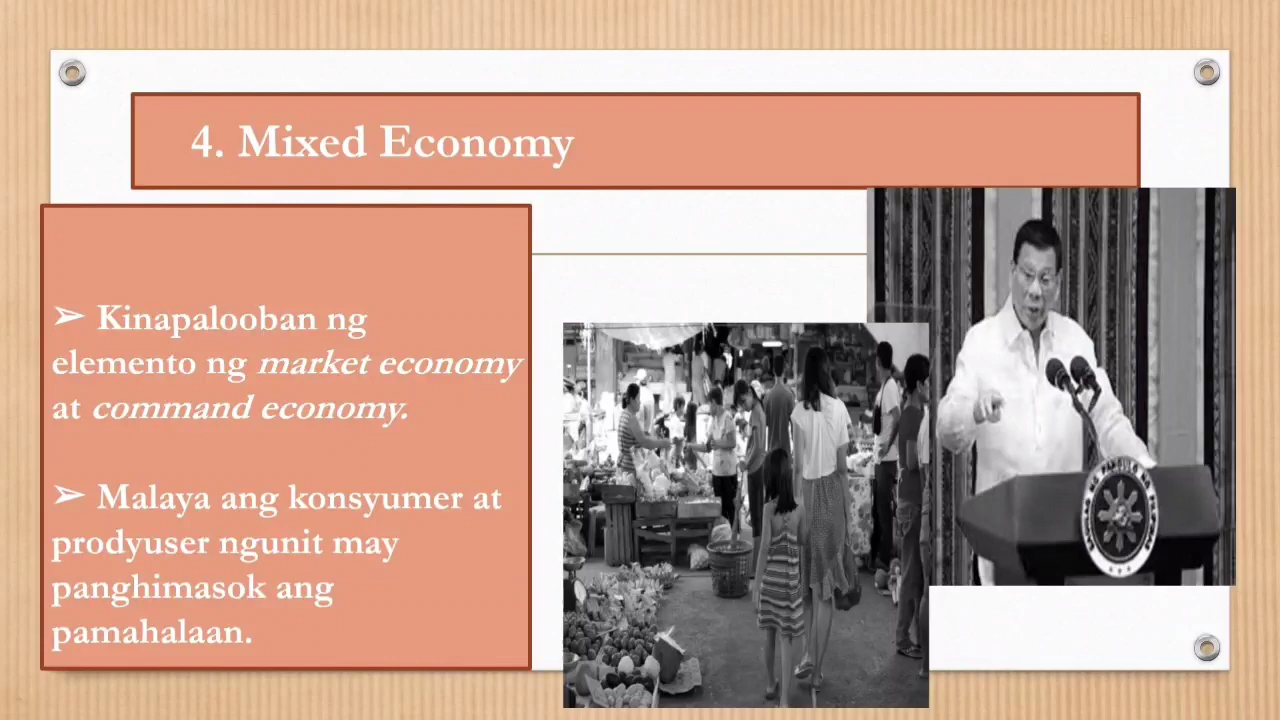 4. Mixed Economy
➢ Kinapalooban ng
elemento ng market economy
at command economy.
➢ Malaya ang konsyumer at
prodyuser ngunit may
panghimasok ang
pamahalaan.